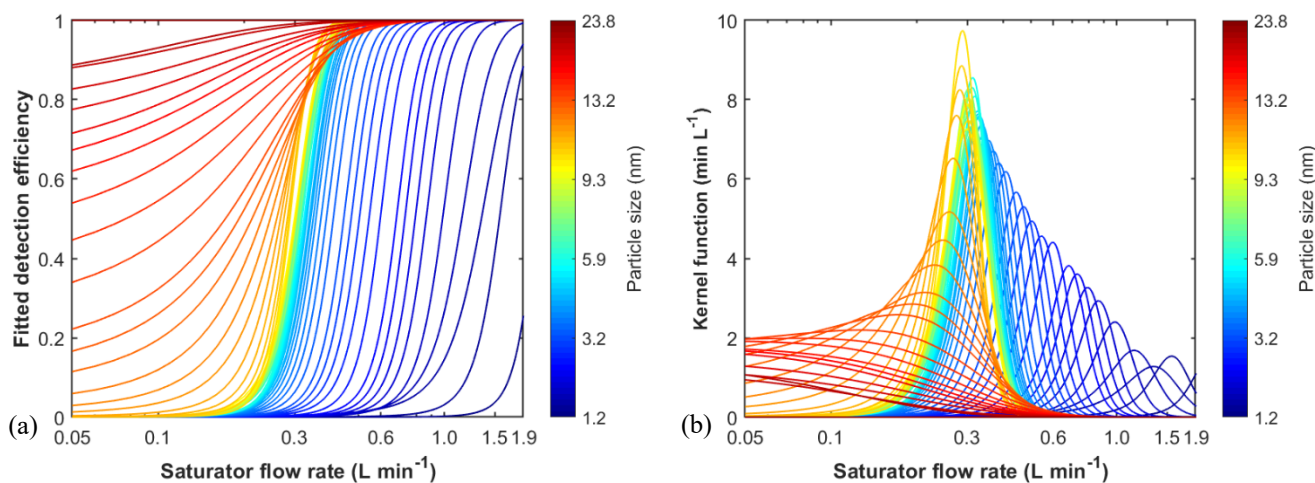 1
0.8
0.6
0.4
0.2
0
Fitted detection efficiency
0.05 0.1 0.3 0.6 1.0 1.5 1.9
Saturator flow rate (L min⁻¹)
(a)
23.8
13.2
9.3
5.9
3.2
1.2
Particle size (nm)
10
8
6
4
2
0
Kernel function (min L⁻¹)
0.05 0.1 0.3 0.6 1.0 1.5 1.9
Saturator flow rate (L min⁻¹)
(b)
23.8
13.2
9.3
5.9
3.2
1.2
Particle size (nm)